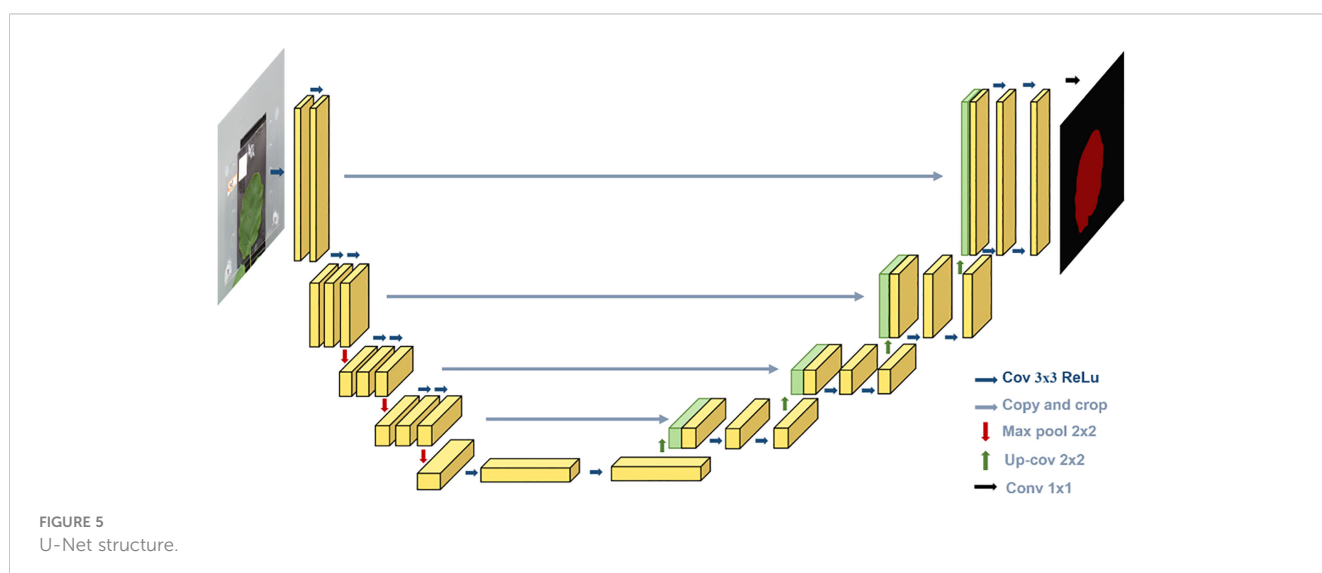 Cov 3x3 ReLu
Copy and crop
Max pool 2x2
Up-cov 2x2
Conv 1x1
FIGURE 5
U-Net structure.